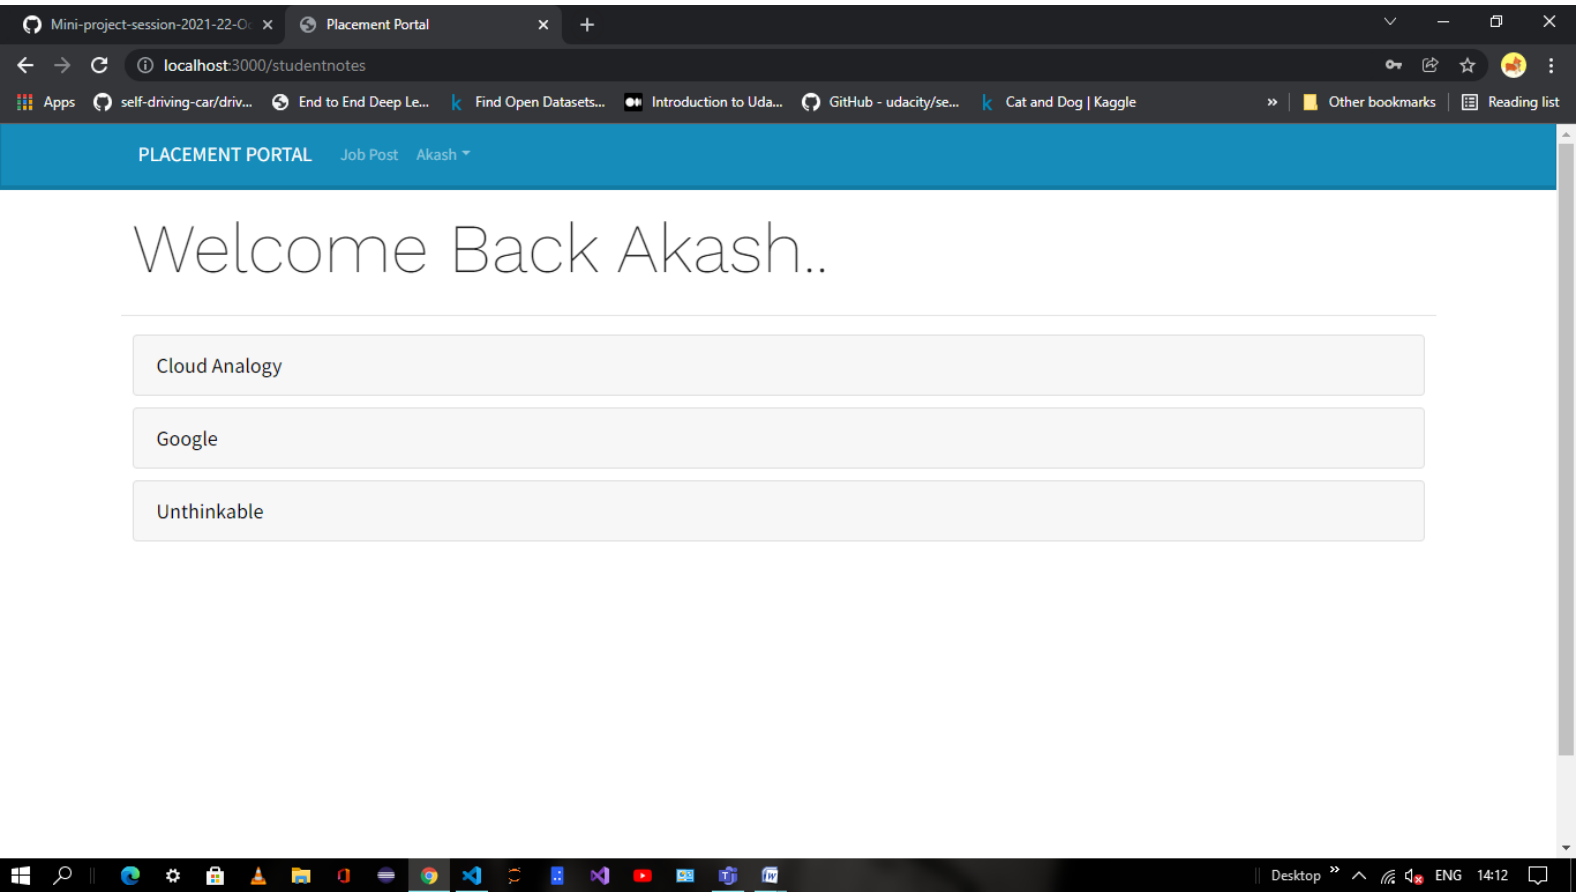 Mini-project-session-2021-22-Oc
Placement Portal
localhost:3000/studentnotes
Apps self-driving-car/driv... End to End Deep Le... Find Open Datasets... Introduction to Uda... GitHub - udacity/se... Cat and Dog | Kaggle » Other bookmarks Reading list
PLACEMENT PORTAL Job Post Akash
Welcome Back Akash..
Cloud Analogy
Google
Unthinkable
Desktop » ENG 14:12